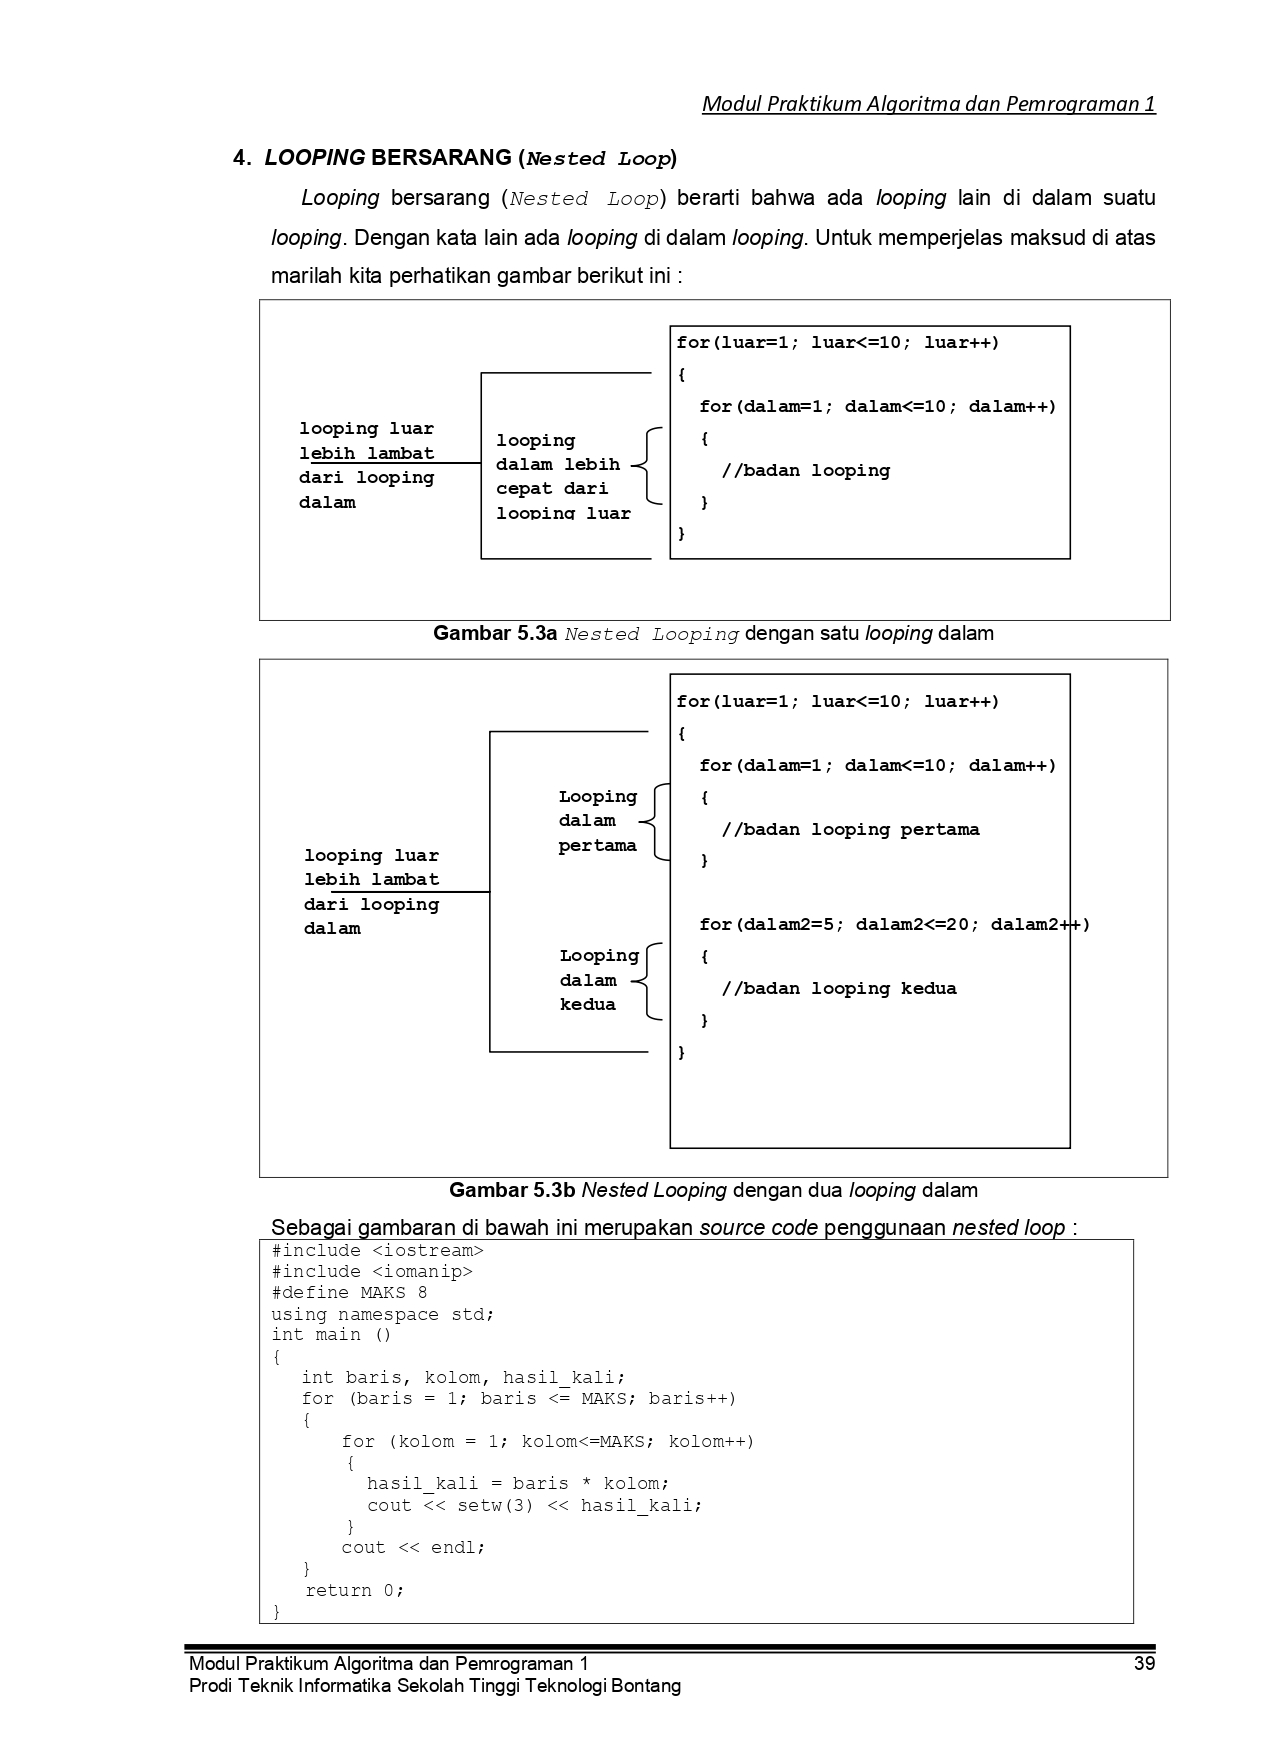 Modul Praktikum Algoritma dan Pemrograman 1
4. LOOPING BERSARANG (Nested Loop)
Looping bersarang (Nested Loop) berarti bahwa ada looping lain di dalam suatu
looping. Dengan kata lain ada looping di dalam looping. Untuk memperjelas maksud di atas
marilah kita perhatikan gambar berikut ini :
looping luar
lebih lambat
dari looping
dalam
looping
dalam lebih
cepat dari
looping luar
for(luar=1; luar<=10; luar++)
{
for(dalam=1; dalam<=10; dalam++)
{
//badan looping
}
}
Gambar 5.3a Nested Looping dengan satu looping dalam
looping luar
lebih lambat
dari looping
dalam
Looping
dalam
pertama
Looping
dalam
kedua
for(luar=1; luar<=10; luar++)
{
for(dalam=1; dalam<=10; dalam++)
{
//badan looping pertama
}
for(dalam2=5; dalam2<=20; dalam2++)
{
//badan looping kedua
}
}
Gambar 5.3b Nested Looping dengan dua looping dalam
Sebagai gambaran di bawah ini merupakan source code penggunaan nested loop :
#include <iostream>
#include <iomanip>
#define MAKS 8
using namespace std;
int main ()
{
int baris, kolom, hasil_kali;
for (baris = 1; baris <= MAKS; baris++)
{
for (kolom = 1; kolom<=MAKS; kolom++)
{
hasil_kali = baris * kolom;
cout << setw(3) << hasil_kali;
}
cout << endl;
}
return 0;
}
Modul Praktikum Algoritma dan Pemrograman 1 39
Prodi Teknik Informatika Sekolah Tinggi Teknologi Bontang